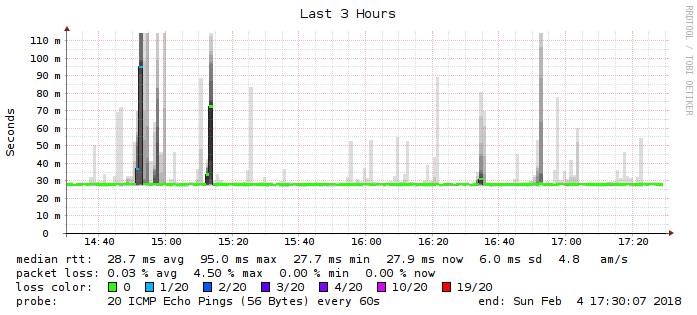 Last 3 Hours
RRDTOOL / TOBI OETIKER
Seconds
110 m
100 m
90 m
80 m
70 m
60 m
50 m
40 m
30 m
20 m
10 m
0
14:40 15:00 15:20 15:40 16:00 16:20 16:40 17:00 17:20
median rtt: 28.7 ms avg 95.0 ms max 27.7 ms min 27.9 ms now 6.0 ms sd 4.8 am/s
packet loss: 0.03 % avg 4.50 % max 0.00 % min 0.00 % now
loss color: 0 1/20 2/20 3/20 4/20 10/20 19/20
probe: 20 ICMP Echo Pings (56 Bytes) every 60s end: Sun Feb 4 17:30:07 2018